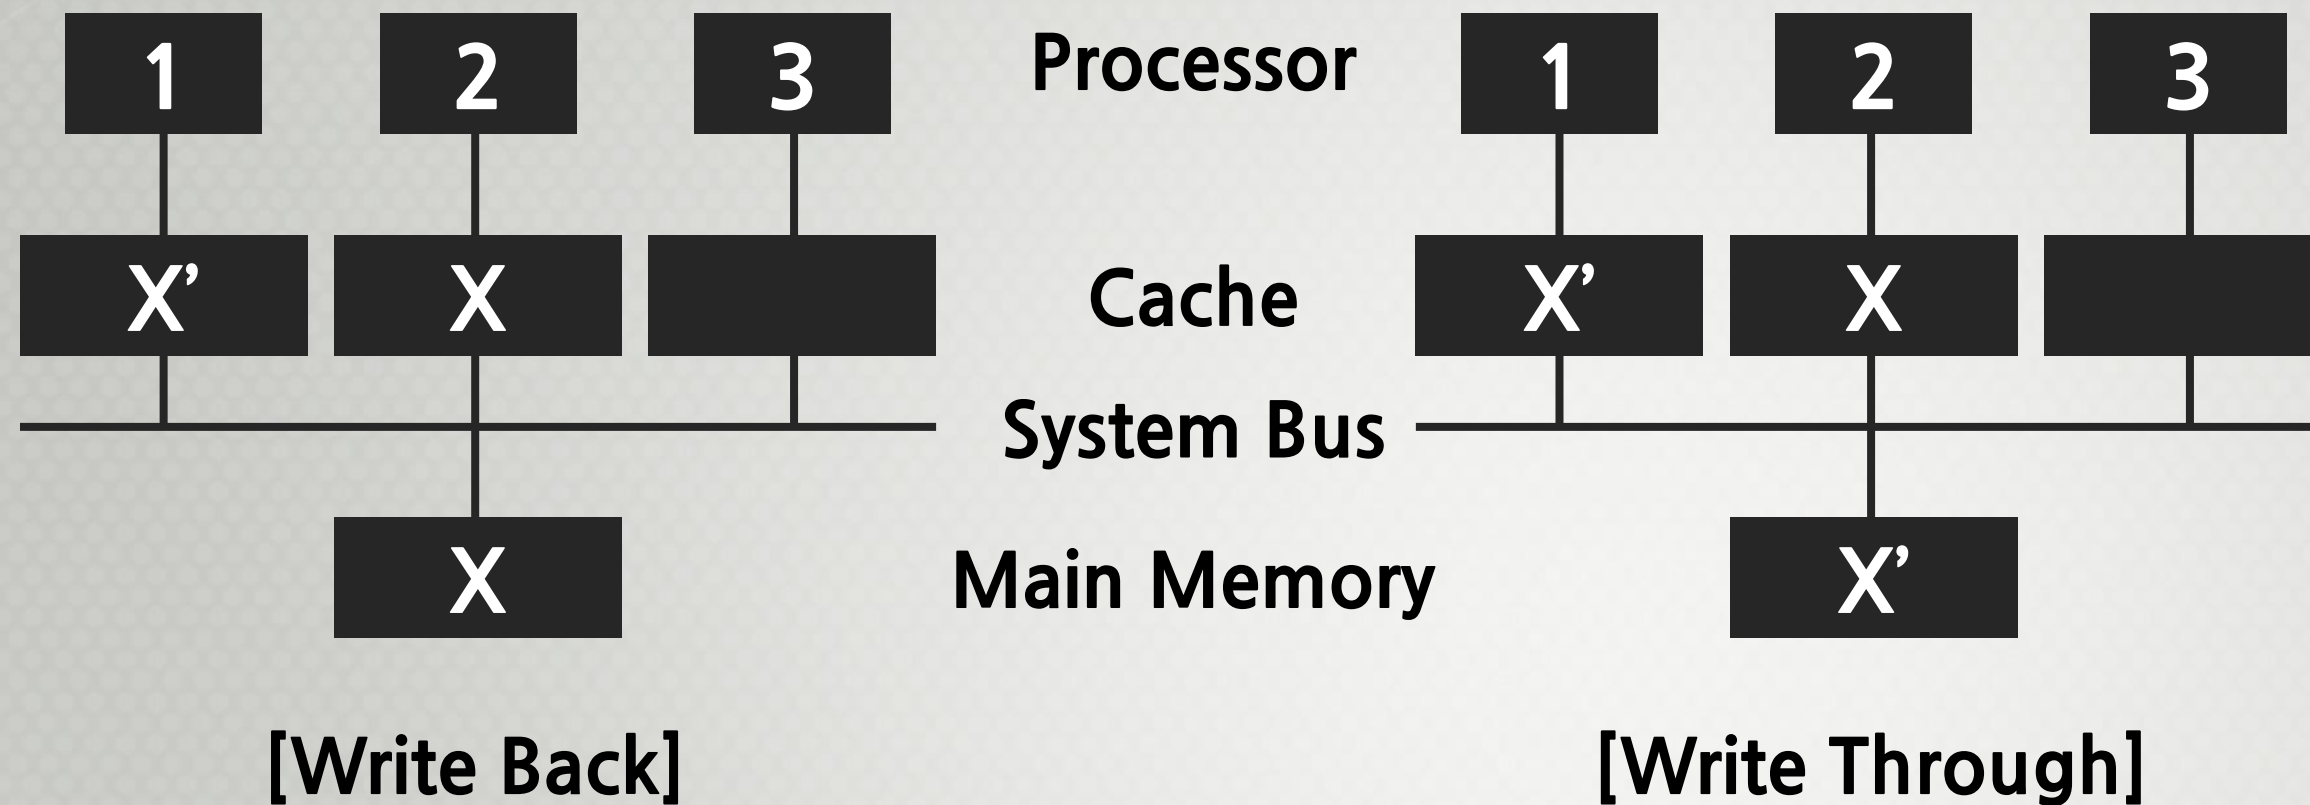 1 2 3 Processor 1 2 3
X’ X Cache X’ X
System Bus
X Main Memory X’
[Write Back] [Write Through]